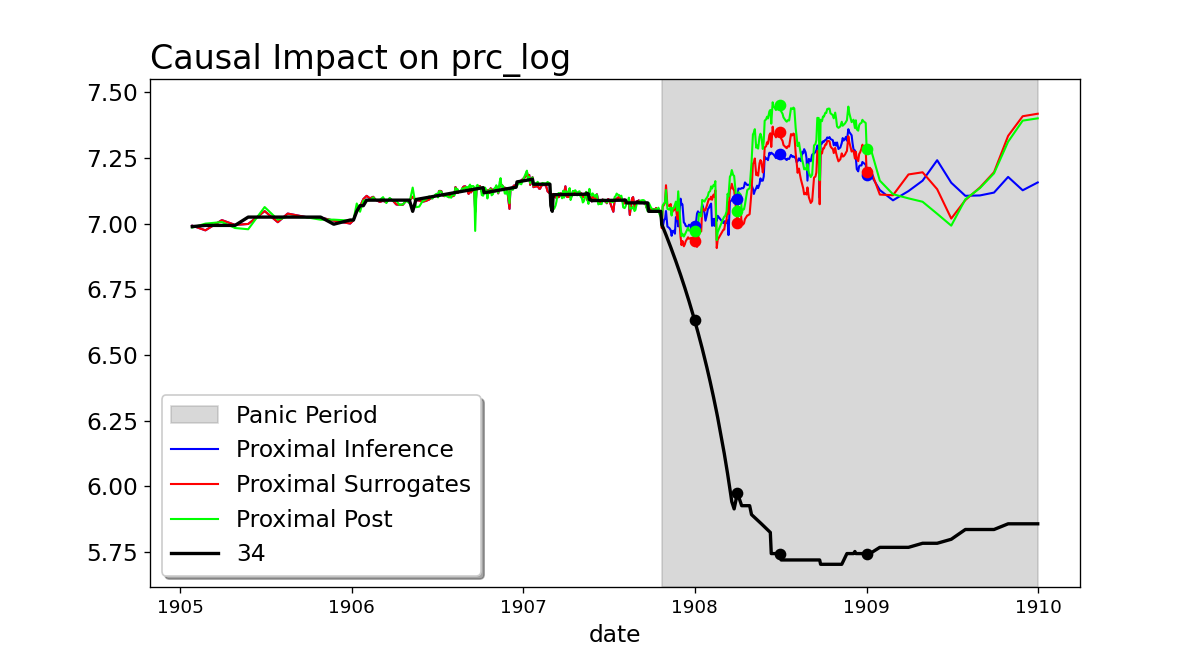 Causal Impact on prc_log
7.50
7.25
7.00
6.75
6.50
6.25
6.00
5.75
Panic Period
Proximal Inference
Proximal Surrogates
Proximal Post
34
1905 1906 1907 1908 1909 1910
date